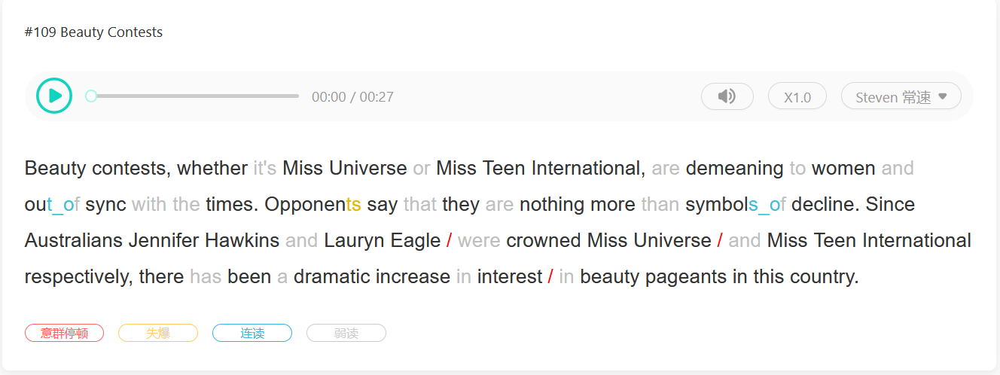 #109 Beauty Contests
00:00 / 00:27
X1.0
Steven 常速
Beauty contests, whether it's Miss Universe or Miss Teen International, are demeaning to women and
out_of sync with the times. Opponents say that they are nothing more than symbols_of decline. Since
Australians Jennifer Hawkins and Lauryn Eagle / were crowned Miss Universe / and Miss Teen International
respectively, there has been a dramatic increase in interest / in beauty pageants in this country.
意群停顿
失爆
连读
弱读